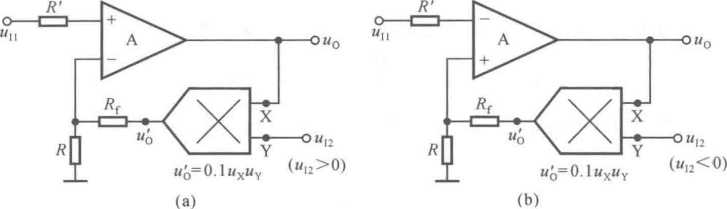 R'
+
A
−
u_I1
u_O
R_f
u'_O
X
Y
u_I2
R
u'_O=0.1u_Xu_Y
(u_I2>0)
(a)
R'
−
A
+
u_I1
u_O
R_f
u'_O
X
Y
u_I2
R
u'_O=0.1u_Xu_Y
(u_I2<0)
(b)